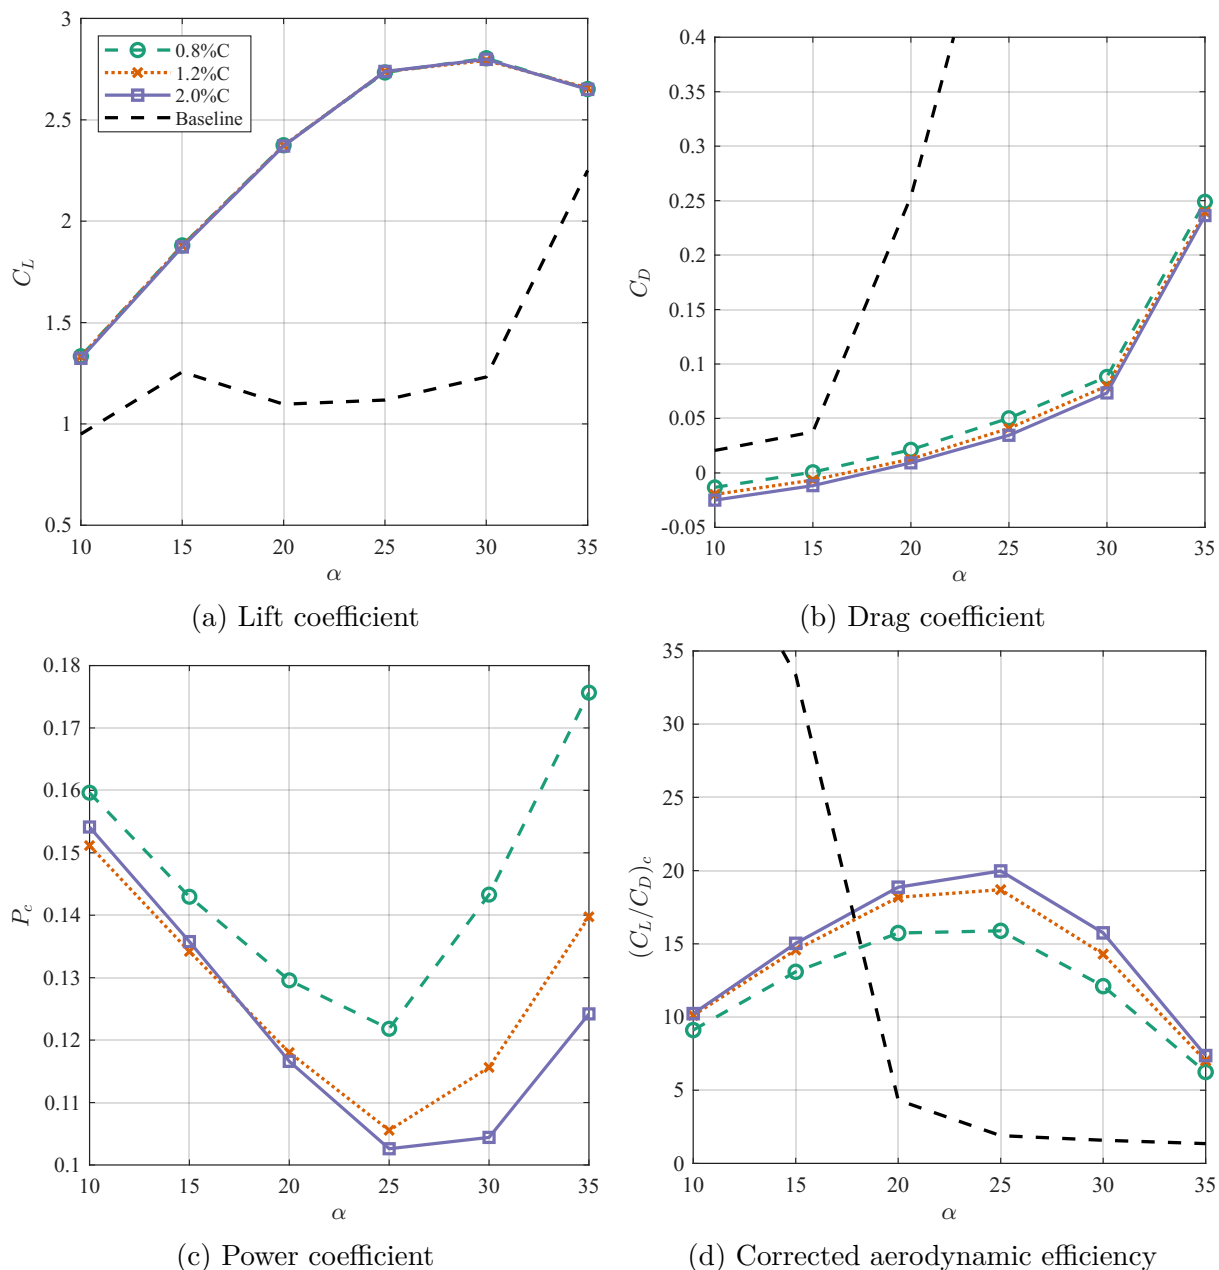 3
2.5
2
1.5
1
0.5
C_L
0.8%C
1.2%C
2.0%C
Baseline
10 15 20 25 30 35
α
(a) Lift coefficient
0.4
0.35
0.3
0.25
0.2
0.15
0.1
0.05
0
-0.05
C_D
10 15 20 25 30 35
α
(b) Drag coefficient
0.18
0.17
0.16
0.15
0.14
0.13
0.12
0.11
0.1
P_c
10 15 20 25 30 35
α
(c) Power coefficient
35
30
25
20
15
10
5
0
(C_L/C_D)_c
10 15 20 25 30 35
α
(d) Corrected aerodynamic efficiency